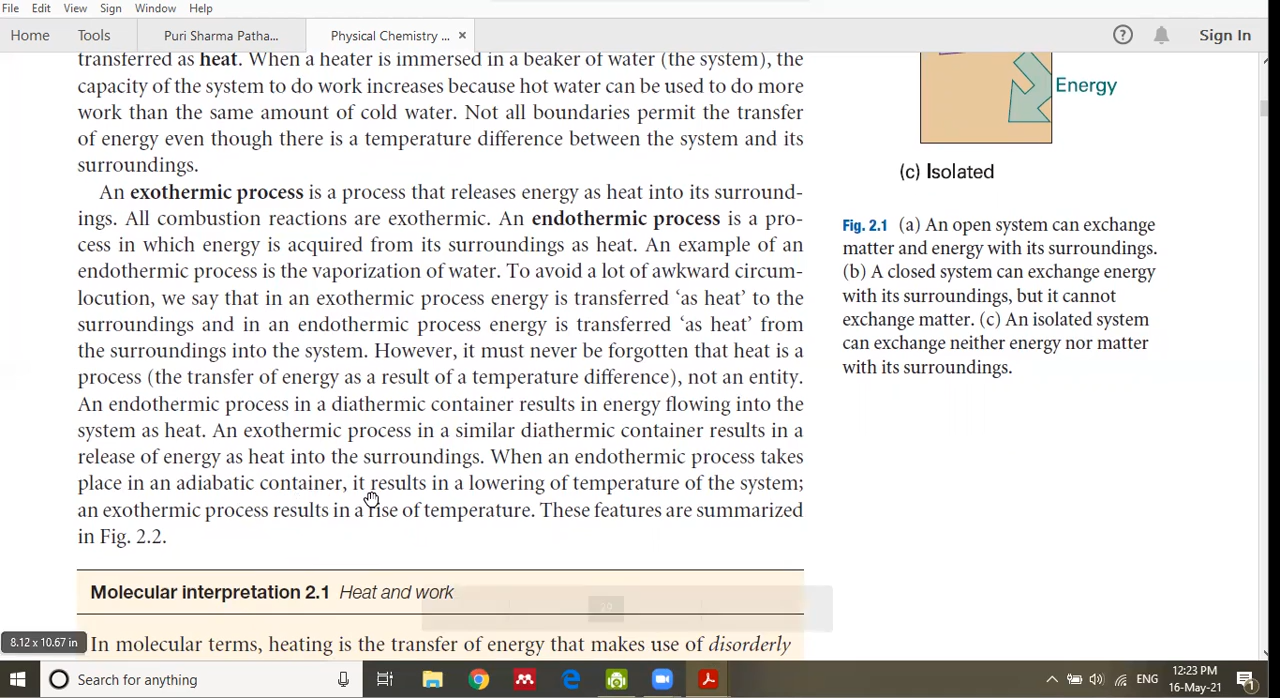 File Edit View Sign Window Help
Home Tools Puri Sharma Patha... Physical Chemistry ... × ? Sign In
transferred as heat. When a heater is immersed in a beaker of water (the system), the
capacity of the system to do work increases because hot water can be used to do more
work than the same amount of cold water. Not all boundaries permit the transfer
of energy even though there is a temperature difference between the system and its
surroundings.
An exothermic process is a process that releases energy as heat into its surround-
ings. All combustion reactions are exothermic. An endothermic process is a pro-
cess in which energy is acquired from its surroundings as heat. An example of an
endothermic process is the vaporization of water. To avoid a lot of awkward circum-
locution, we say that in an exothermic process energy is transferred ‘as heat’ to the
surroundings and in an endothermic process energy is transferred ‘as heat’ from
the surroundings into the system. However, it must never be forgotten that heat is a
process (the transfer of energy as a result of a temperature difference), not an entity.
An endothermic process in a diathermic container results in energy flowing into the
system as heat. An exothermic process in a similar diathermic container results in a
release of energy as heat into the surroundings. When an endothermic process takes
place in an adiabatic container, it results in a lowering of temperature of the system;
an exothermic process results in a rise of temperature. These features are summarized
in Fig. 2.2.
Molecular interpretation 2.1 Heat and work
In molecular terms, heating is the transfer of energy that makes use of disorderly
Energy
(c) Isolated
Fig. 2.1 (a) An open system can exchange
matter and energy with its surroundings.
(b) A closed system can exchange energy
with its surroundings, but it cannot
exchange matter. (c) An isolated system
can exchange neither energy nor matter
with its surroundings.
8.12 x 10.67 in
Search for anything
ENG
12:23 PM
16-May-21
1